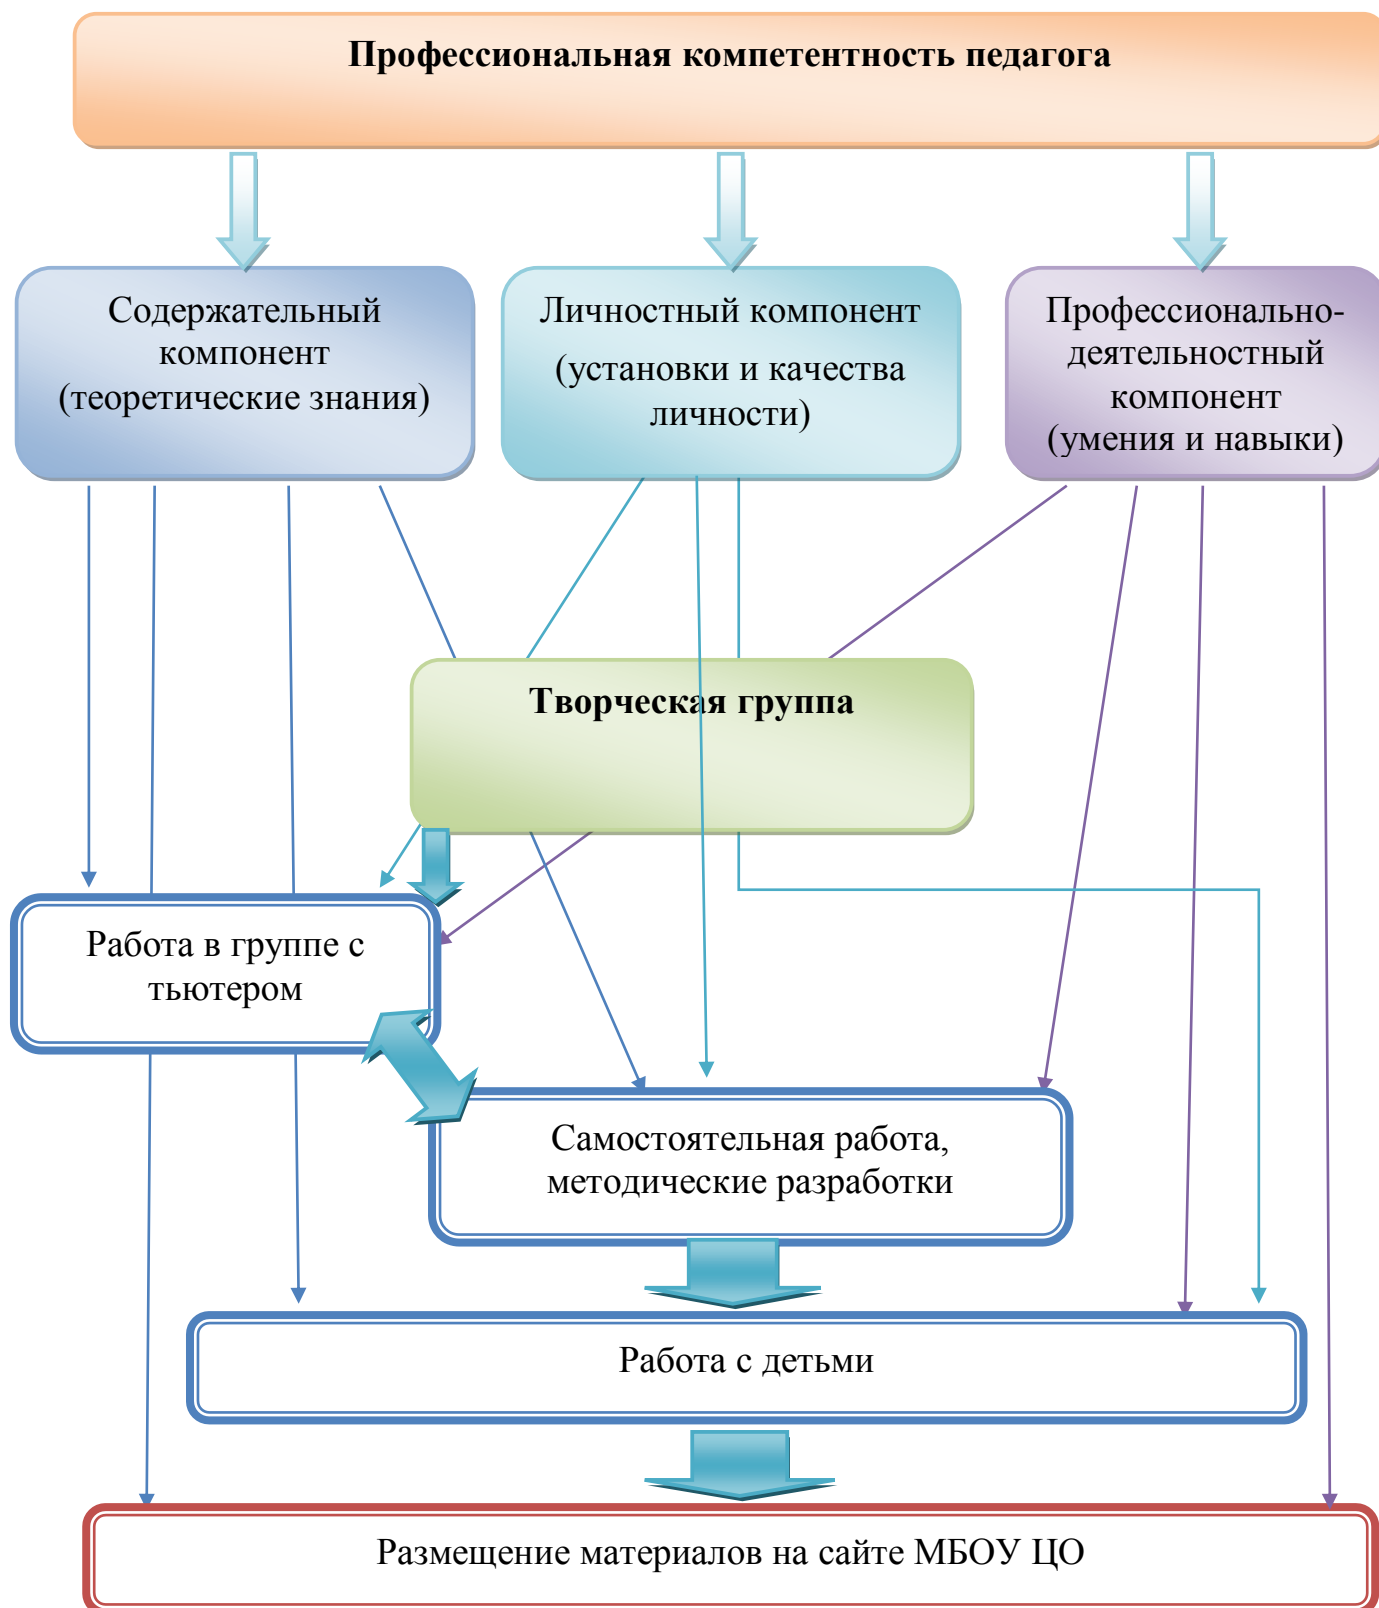 Профессиональная компетентность педагога
Содержательный
компонент
(теоретические знания)
Личностный компонент
(установки и качества
личности)
Профессионально-
деятельностный
компонент
(умения и навыки)
Творческая группа
Работа в группе с
тьютером
Самостоятельная работа,
методические разработки
Работа с детьми
Размещение материалов на сайте МБОУ ЦО